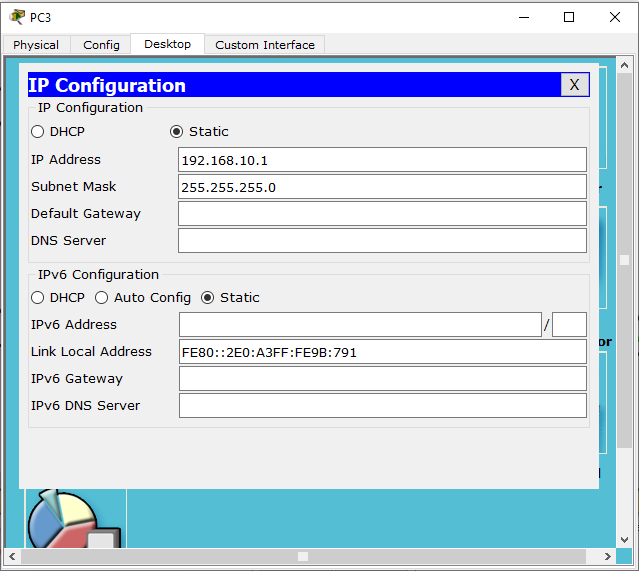 PC3
Physical Config Desktop Custom Interface
IP Configuration X
IP Configuration
DHCP Static
IP Address 192.168.10.1
Subnet Mask 255.255.255.0
Default Gateway
DNS Server
IPv6 Configuration
DHCP Auto Config Static
IPv6 Address /
Link Local Address FE80::2E0:A3FF:FE9B:791
IPv6 Gateway
IPv6 DNS Server
or